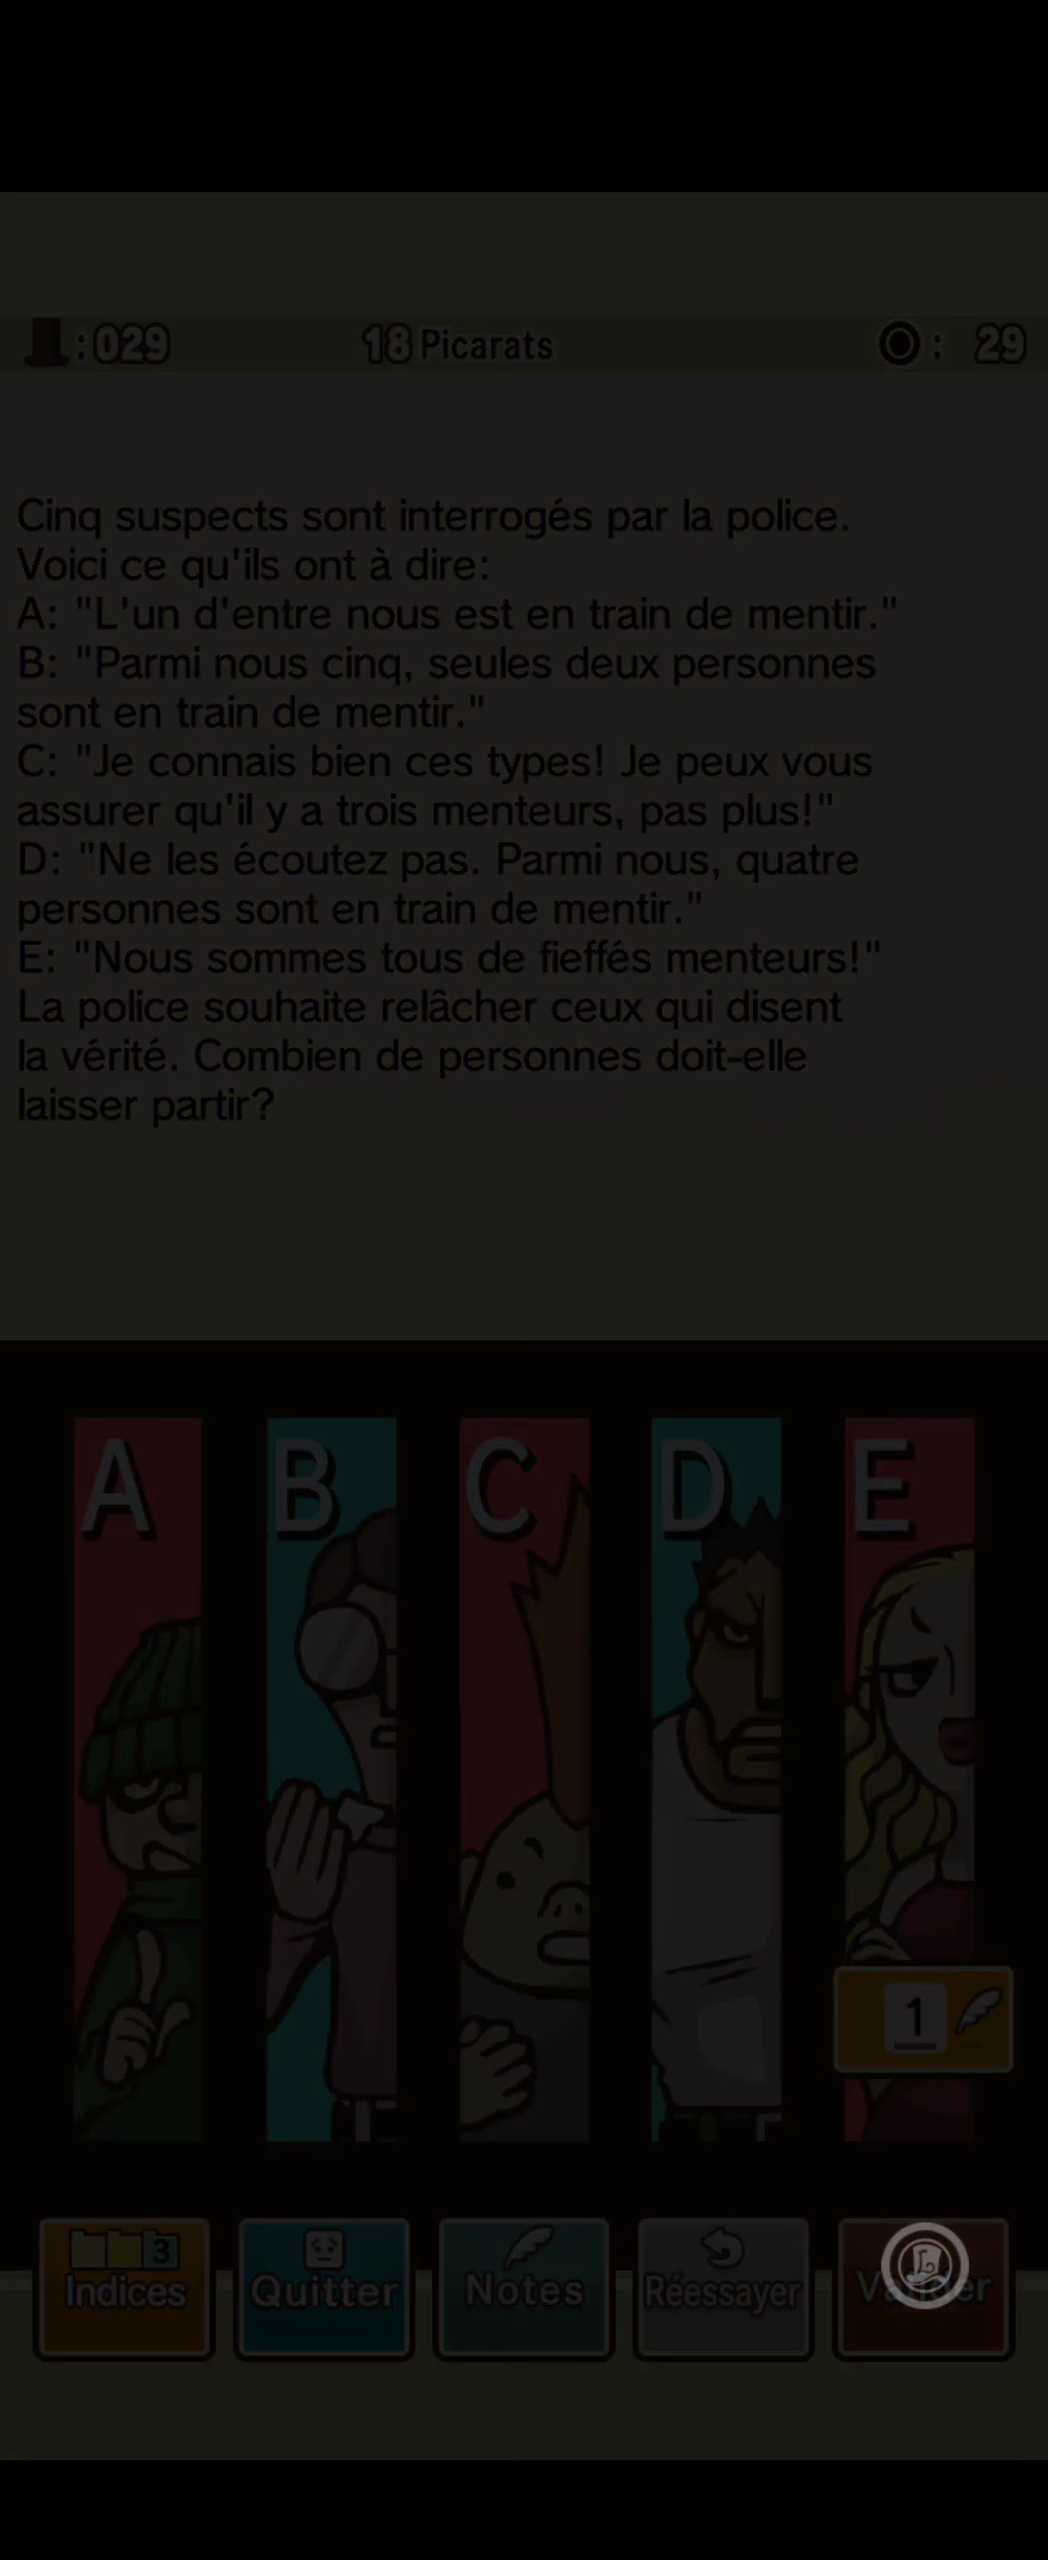 :029 18 Picarats : 29
Cinq suspects sont interrogés par la police.
Voici ce qu'ils ont à dire:
A: "L'un d'entre nous est en train de mentir."
B: "Parmi nous cinq, seules deux personnes
sont en train de mentir."
C: "Je connais bien ces types! Je peux vous
assurer qu'il y a trois menteurs, pas plus!"
D: "Ne les écoutez pas. Parmi nous, quatre
personnes sont en train de mentir."
E: "Nous sommes tous de fieffés menteurs!"
La police souhaite relâcher ceux qui disent
la vérité. Combien de personnes doit-elle
laisser partir?
A B C D E
1
3
Indices Quitter Notes Réessayer Valider